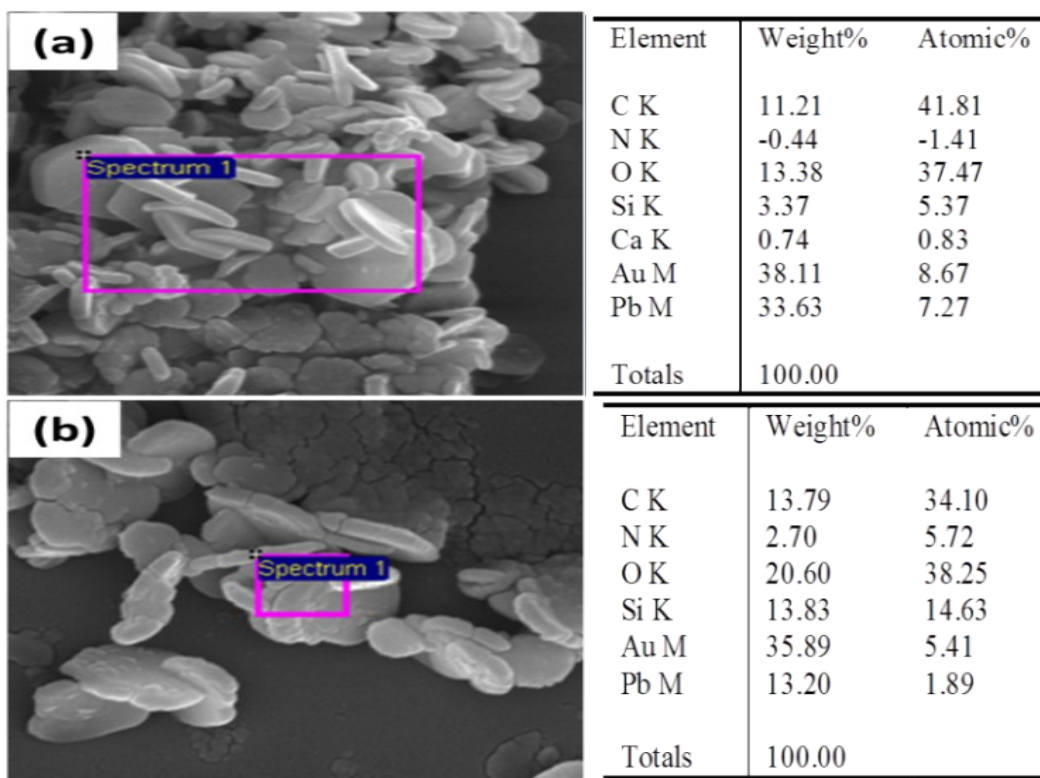 (a)
Spectrum 1
Element Weight% Atomic%
C K 11.21 41.81
N K -0.44 -1.41
O K 13.38 37.47
Si K 3.37 5.37
Ca K 0.74 0.83
Au M 38.11 8.67
Pb M 33.63 7.27
Totals 100.00
(b)
Spectrum 1
Element Weight% Atomic%
C K 13.79 34.10
N K 2.70 5.72
O K 20.60 38.25
Si K 13.83 14.63
Au M 35.89 5.41
Pb M 13.20 1.89
Totals 100.00